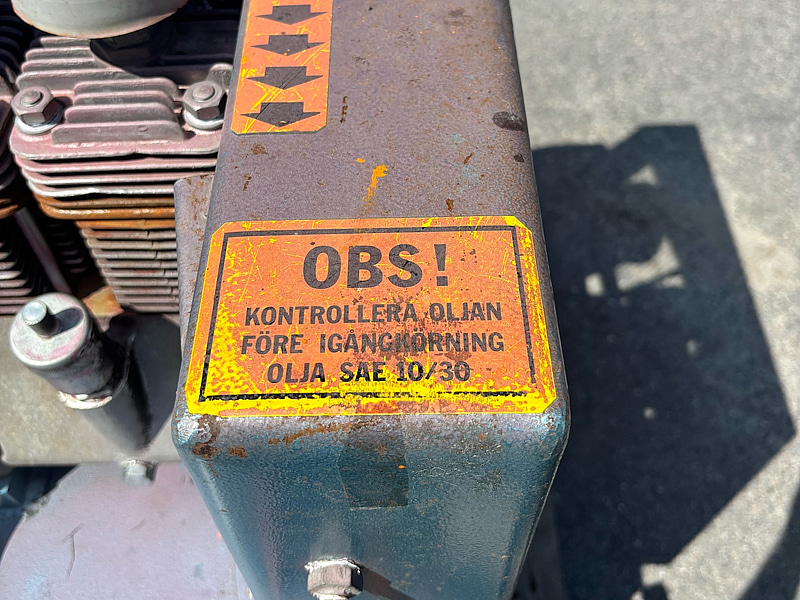 OBS!
KONTROLLERA OLJAN
FÖRE IGÅNGKÖRNING
OLJA SAE 10/30